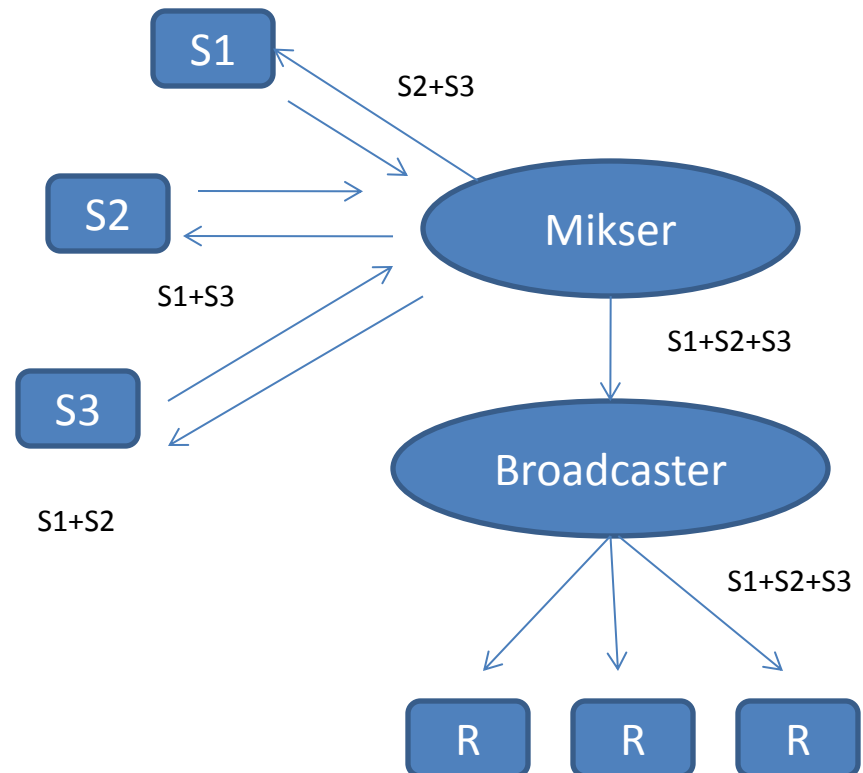 S1
S2+S3
S2
Mikser
S1+S3
S1+S2+S3
S3
Broadcaster
S1+S2
S1+S2+S3
R
R
R